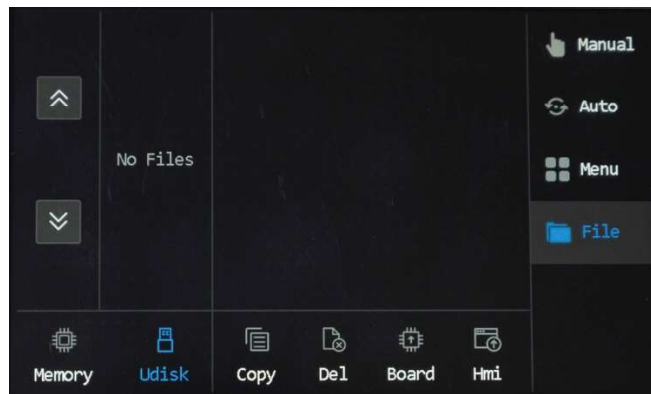 Manual
Auto
No Files
Menu
File
Memory
Udisk
Copy
Del
Board
Hmi